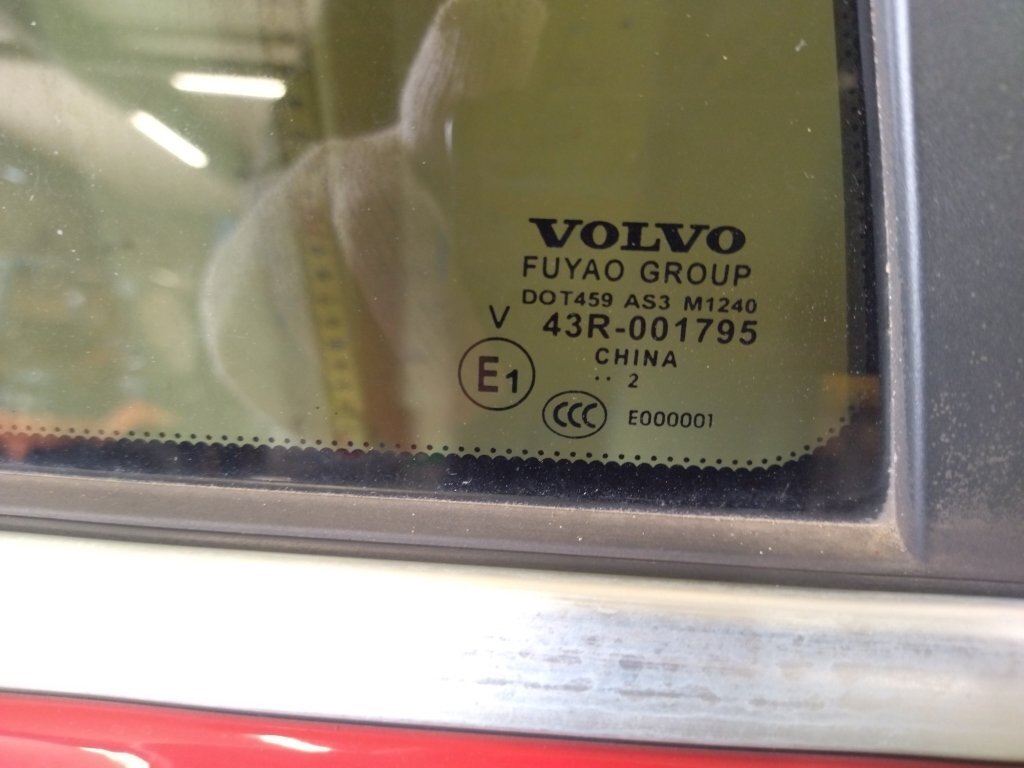 VOLVO
FUYAO GROUP
DOT459 AS3 M1240
V 43R-001795
E1
CHINA
.. 2
CCC E000001